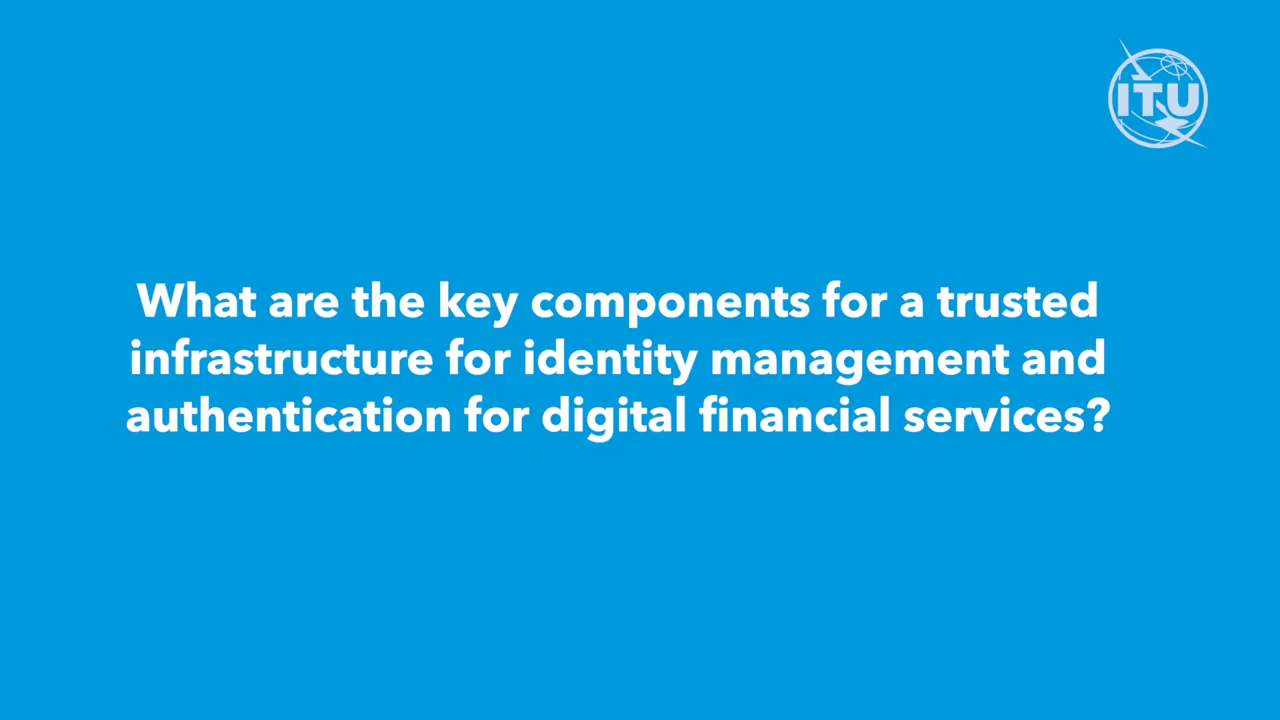 ITU
What are the key components for a trusted
infrastructure for identity management and
authentication for digital financial services?